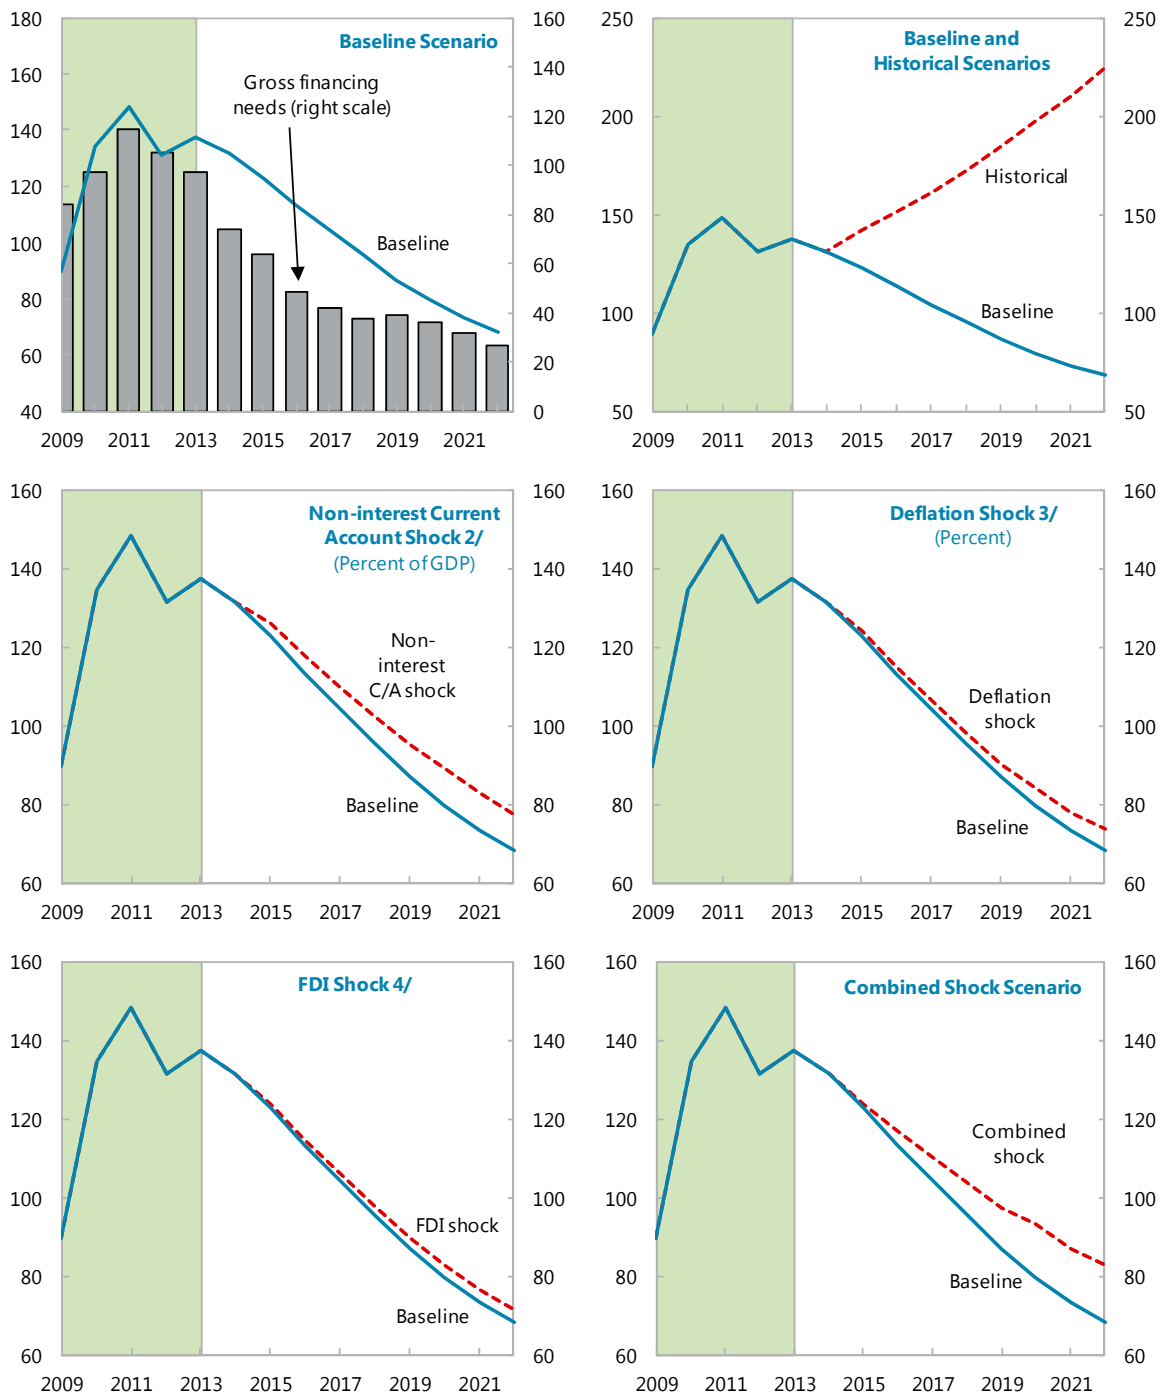 180
160
140
120
100
80
60
40
160
140
120
100
80
60
40
20
0
Baseline Scenario
Gross financing
needs (right scale)
Baseline
2009 2011 2013 2015 2017 2019 2021
250
200
150
100
50
250
200
150
100
50
Baseline and
Historical Scenarios
Historical
Baseline
2009 2011 2013 2015 2017 2019 2021
160
140
120
100
80
60
160
140
120
100
80
60
Non-interest Current
Account Shock 2/
(Percent of GDP)
Non-
interest
C/A shock
Baseline
2009 2011 2013 2015 2017 2019 2021
160
140
120
100
80
60
160
140
120
100
80
60
Deflation Shock 3/
(Percent)
Deflation
shock
Baseline
2009 2011 2013 2015 2017 2019 2021
160
140
120
100
80
60
160
140
120
100
80
60
FDI Shock 4/
FDI shock
Baseline
2009 2011 2013 2015 2017 2019 2021
160
140
120
100
80
60
160
140
120
100
80
60
Combined Shock Scenario
Combined
shock
Baseline
2009 2011 2013 2015 2017 2019 2021